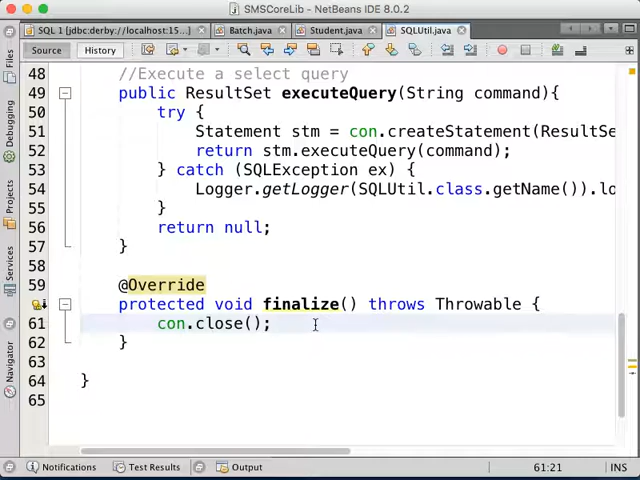 SMSCoreLib - NetBeans IDE 8.0.2
SQL 1 [jdbc:derby://localhost:15... Batch.java Student.java SQLUtil.java
Source History
Files
Debugging
Projects
Services
Navigator
48 //Execute a select query
49 public ResultSet executeQuery(String command){
50 try {
51 Statement stm = con.createStatement(ResultSe
52 return stm.executeQuery(command);
53 } catch (SQLException ex) {
54 Logger.getLogger(SQLUtil.class.getName()).lo
55 }
56 return null;
57 }
58
59 @Override
protected void finalize() throws Throwable {
61 con.close();
62 }
63
64 }
65
Notifications Test Results Output 61:21 INS